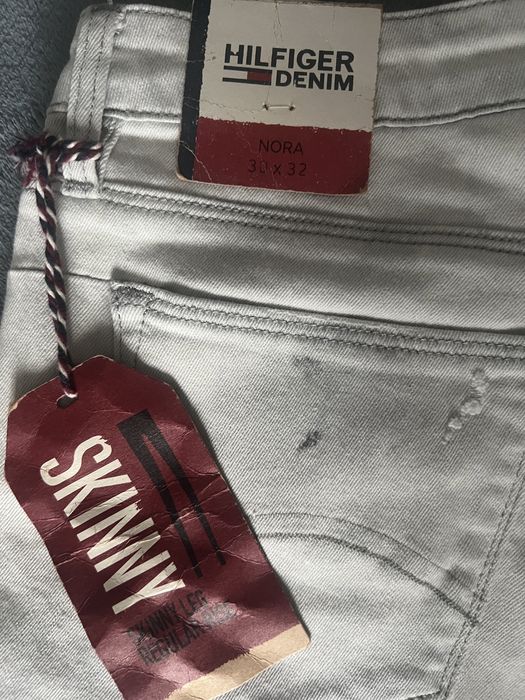 HILFIGER
DENIM
NORA
30 x 32
SKINNY
SKINNY LEG
REGULAR